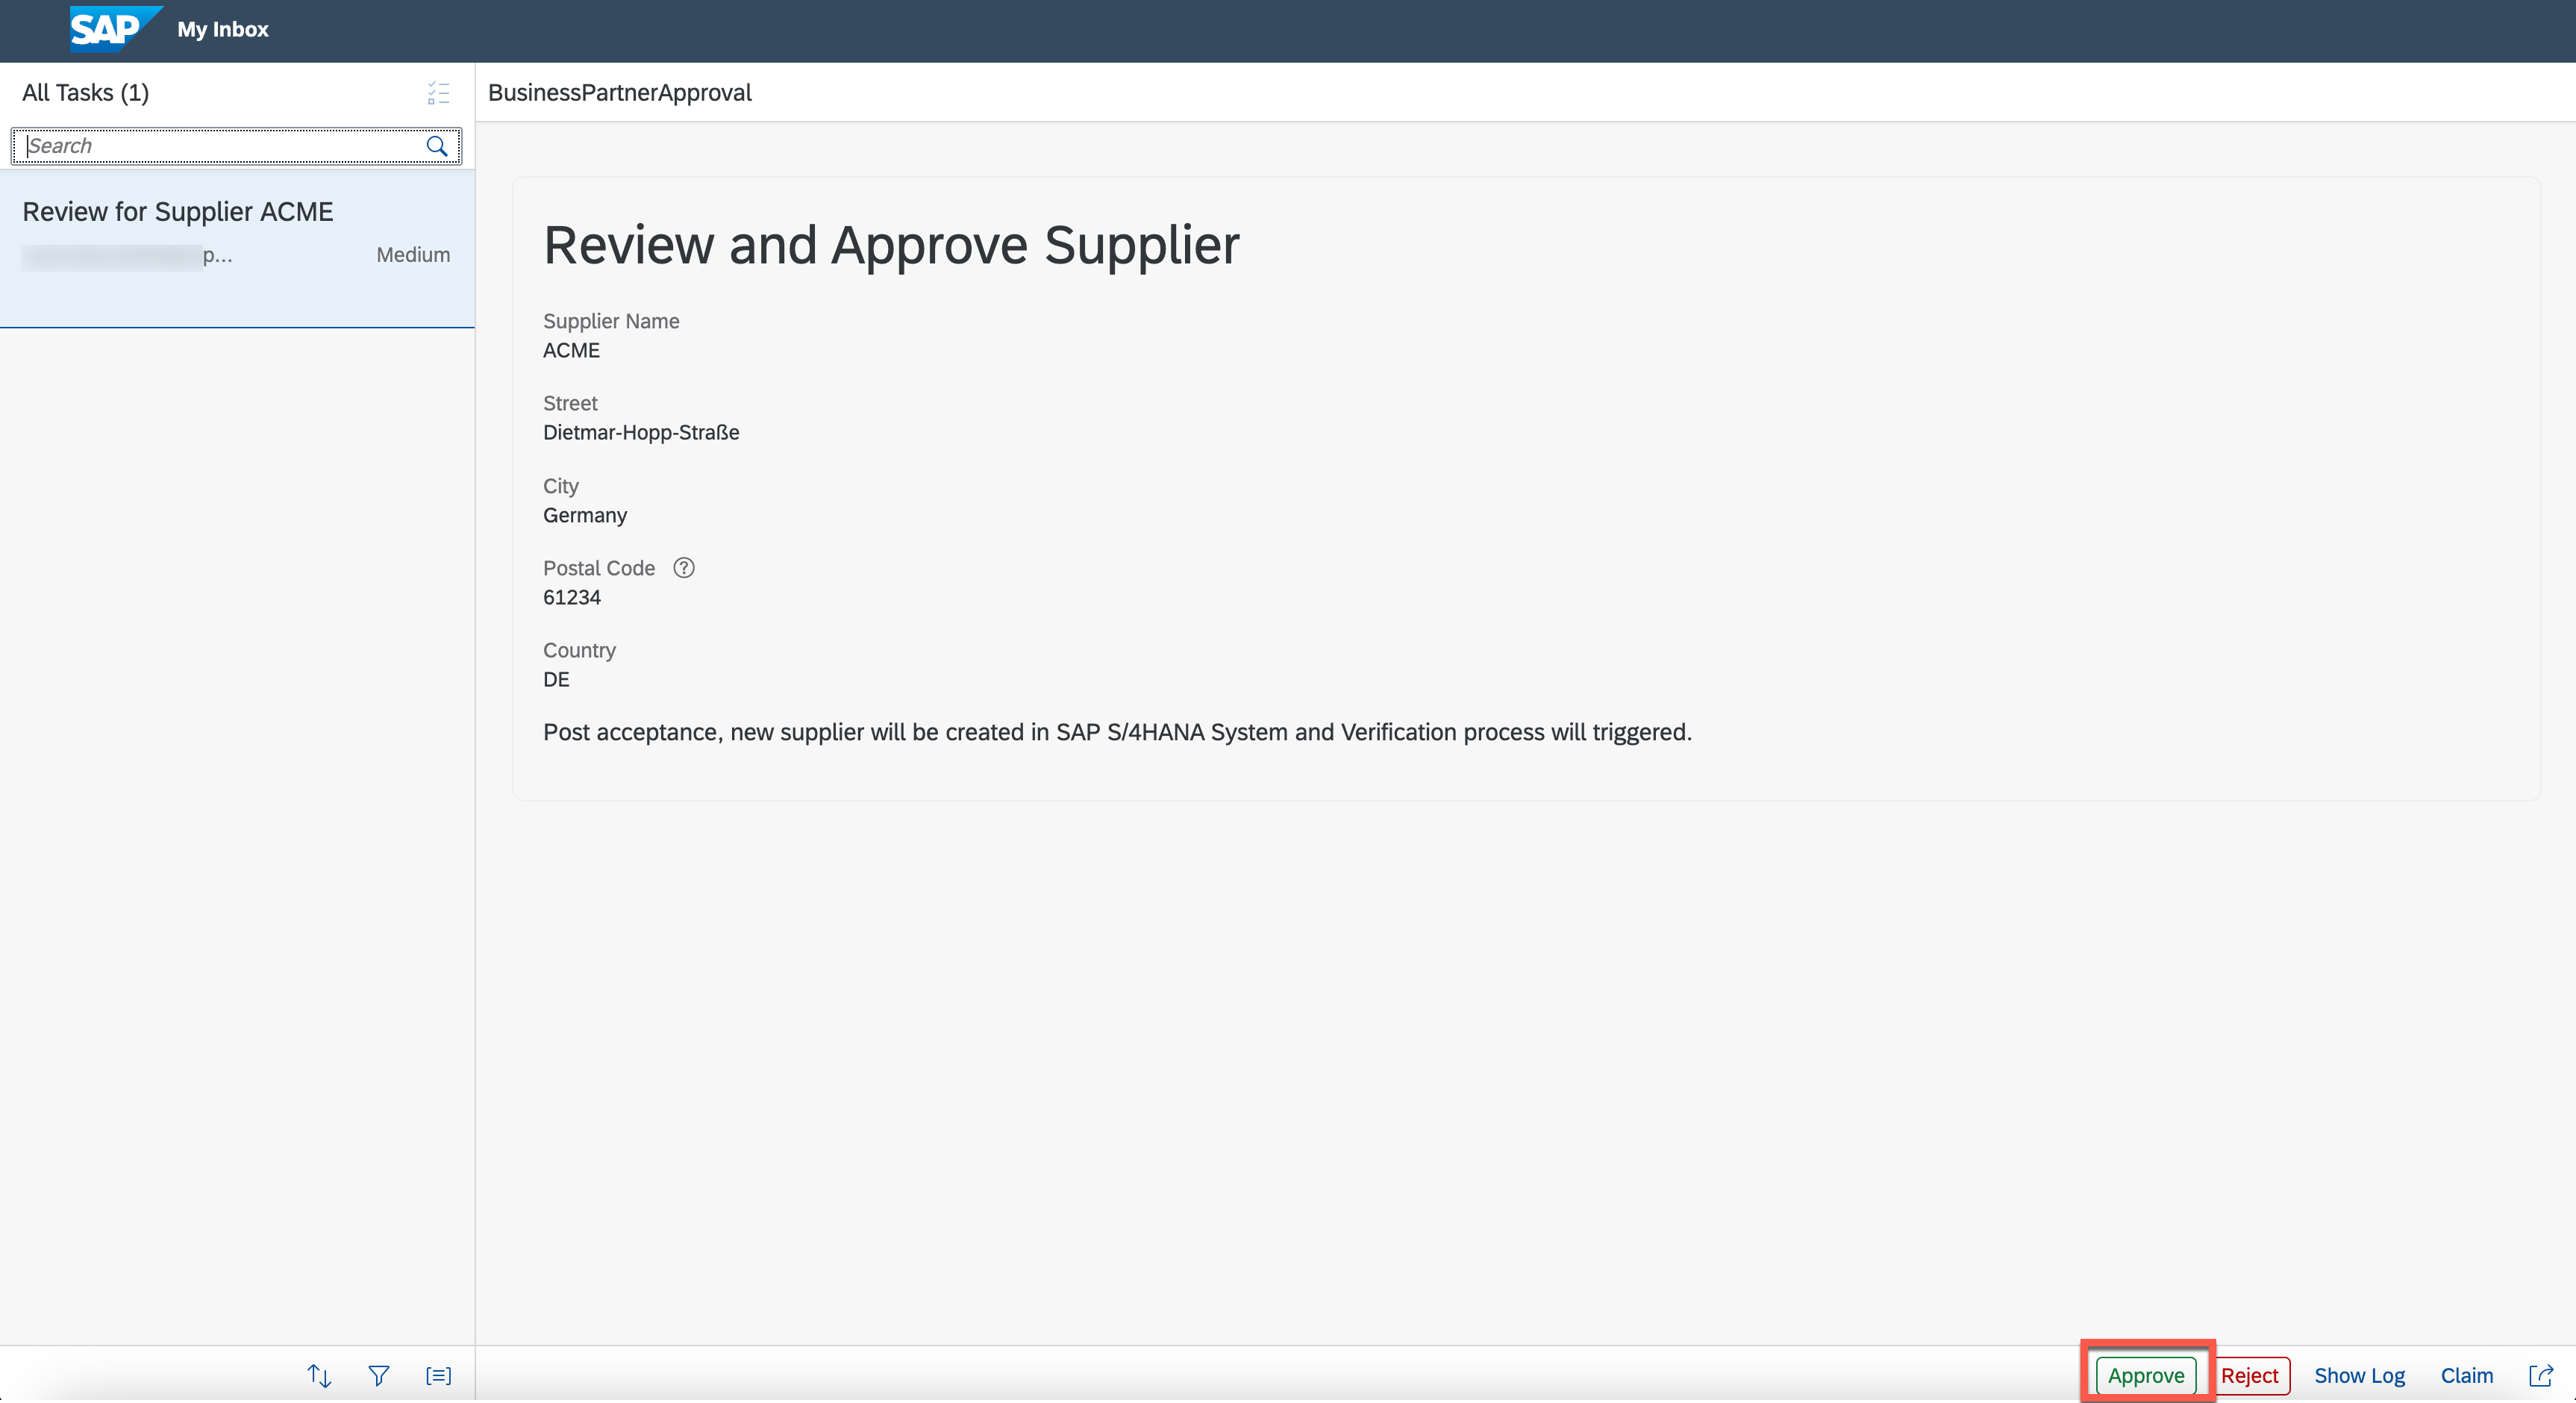 SAP My Inbox
All Tasks (1)
Search
Review for Supplier ACME
p... Medium
BusinessPartnerApproval
Review and Approve Supplier
Supplier Name
ACME
Street
Dietmar-Hopp-Straße
City
Germany
Postal Code
61234
Country
DE
Post acceptance, new supplier will be created in SAP S/4HANA System and Verification process will triggered.
Approve Reject Show Log Claim